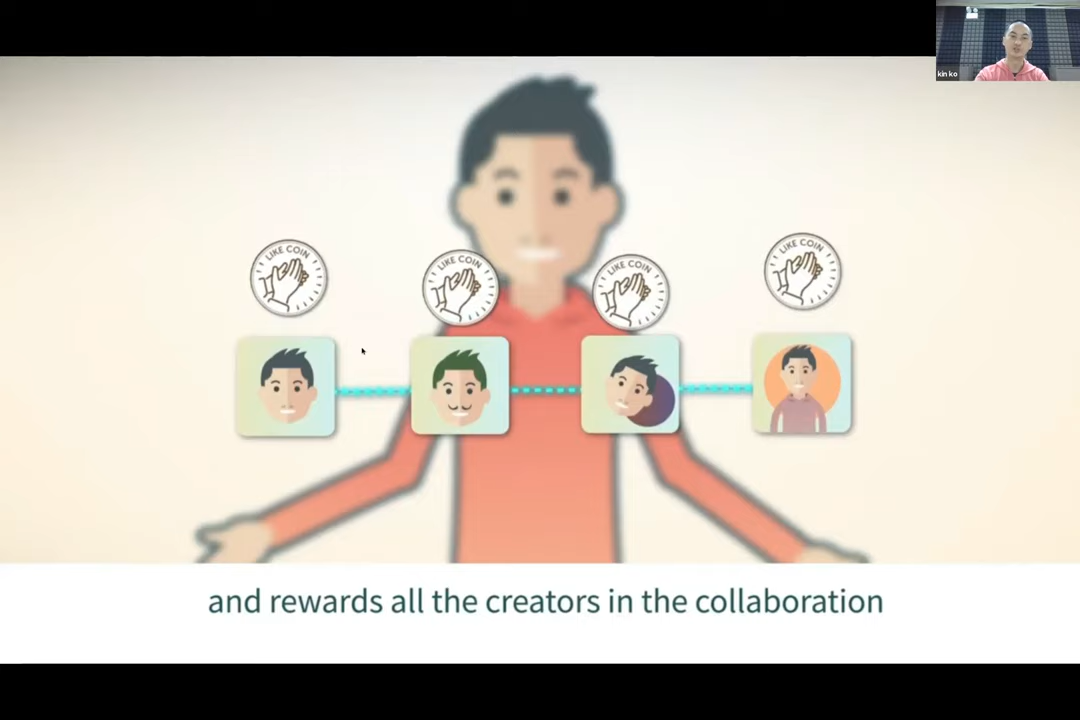 kin ko
LIKE COIN
LIKE COIN
LIKE COIN
LIKE COIN
and rewards all the creators in the collaboration